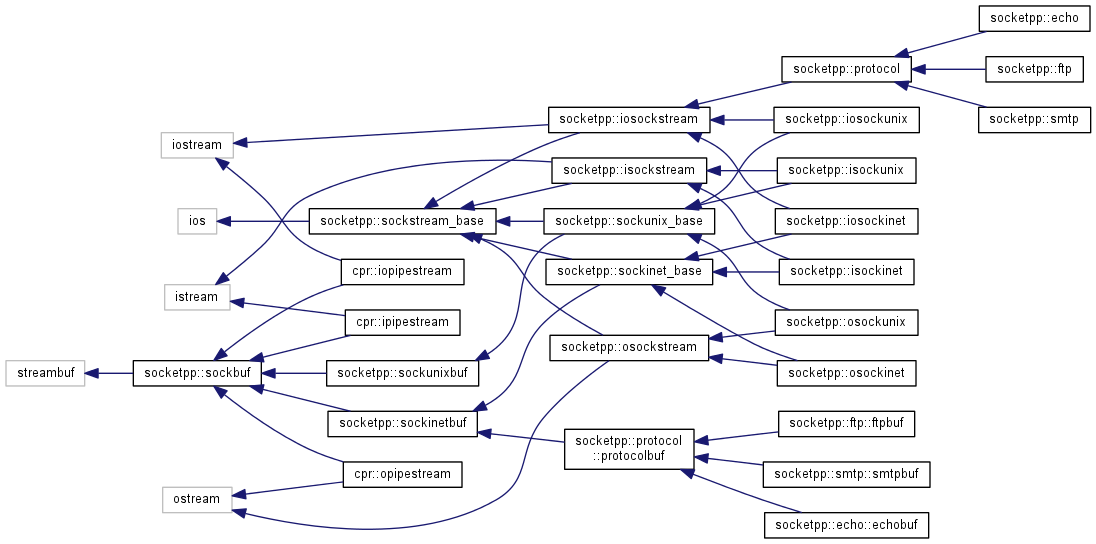 socketpp::echo
socketpp::protocol
socketpp::ftp
socketpp::iosockstream
socketpp::iosockunix
socketpp::smtp
iostream
socketpp::isockstream
socketpp::isockunix
ios
socketpp::sockstream_base
socketpp::sockunix_base
socketpp::iosockinet
cpr::iopipestream
socketpp::sockinet_base
socketpp::isockinet
istream
cpr::ipipestream
socketpp::osockunix
socketpp::osockstream
streambuf
socketpp::sockbuf
socketpp::sockunixbuf
socketpp::osockinet
socketpp::sockinetbuf
socketpp::ftp::ftpbuf
socketpp::protocol
::protocolbuf
cpr::opipestream
socketpp::smtp::smtpbuf
ostream
socketpp::echo::echobuf